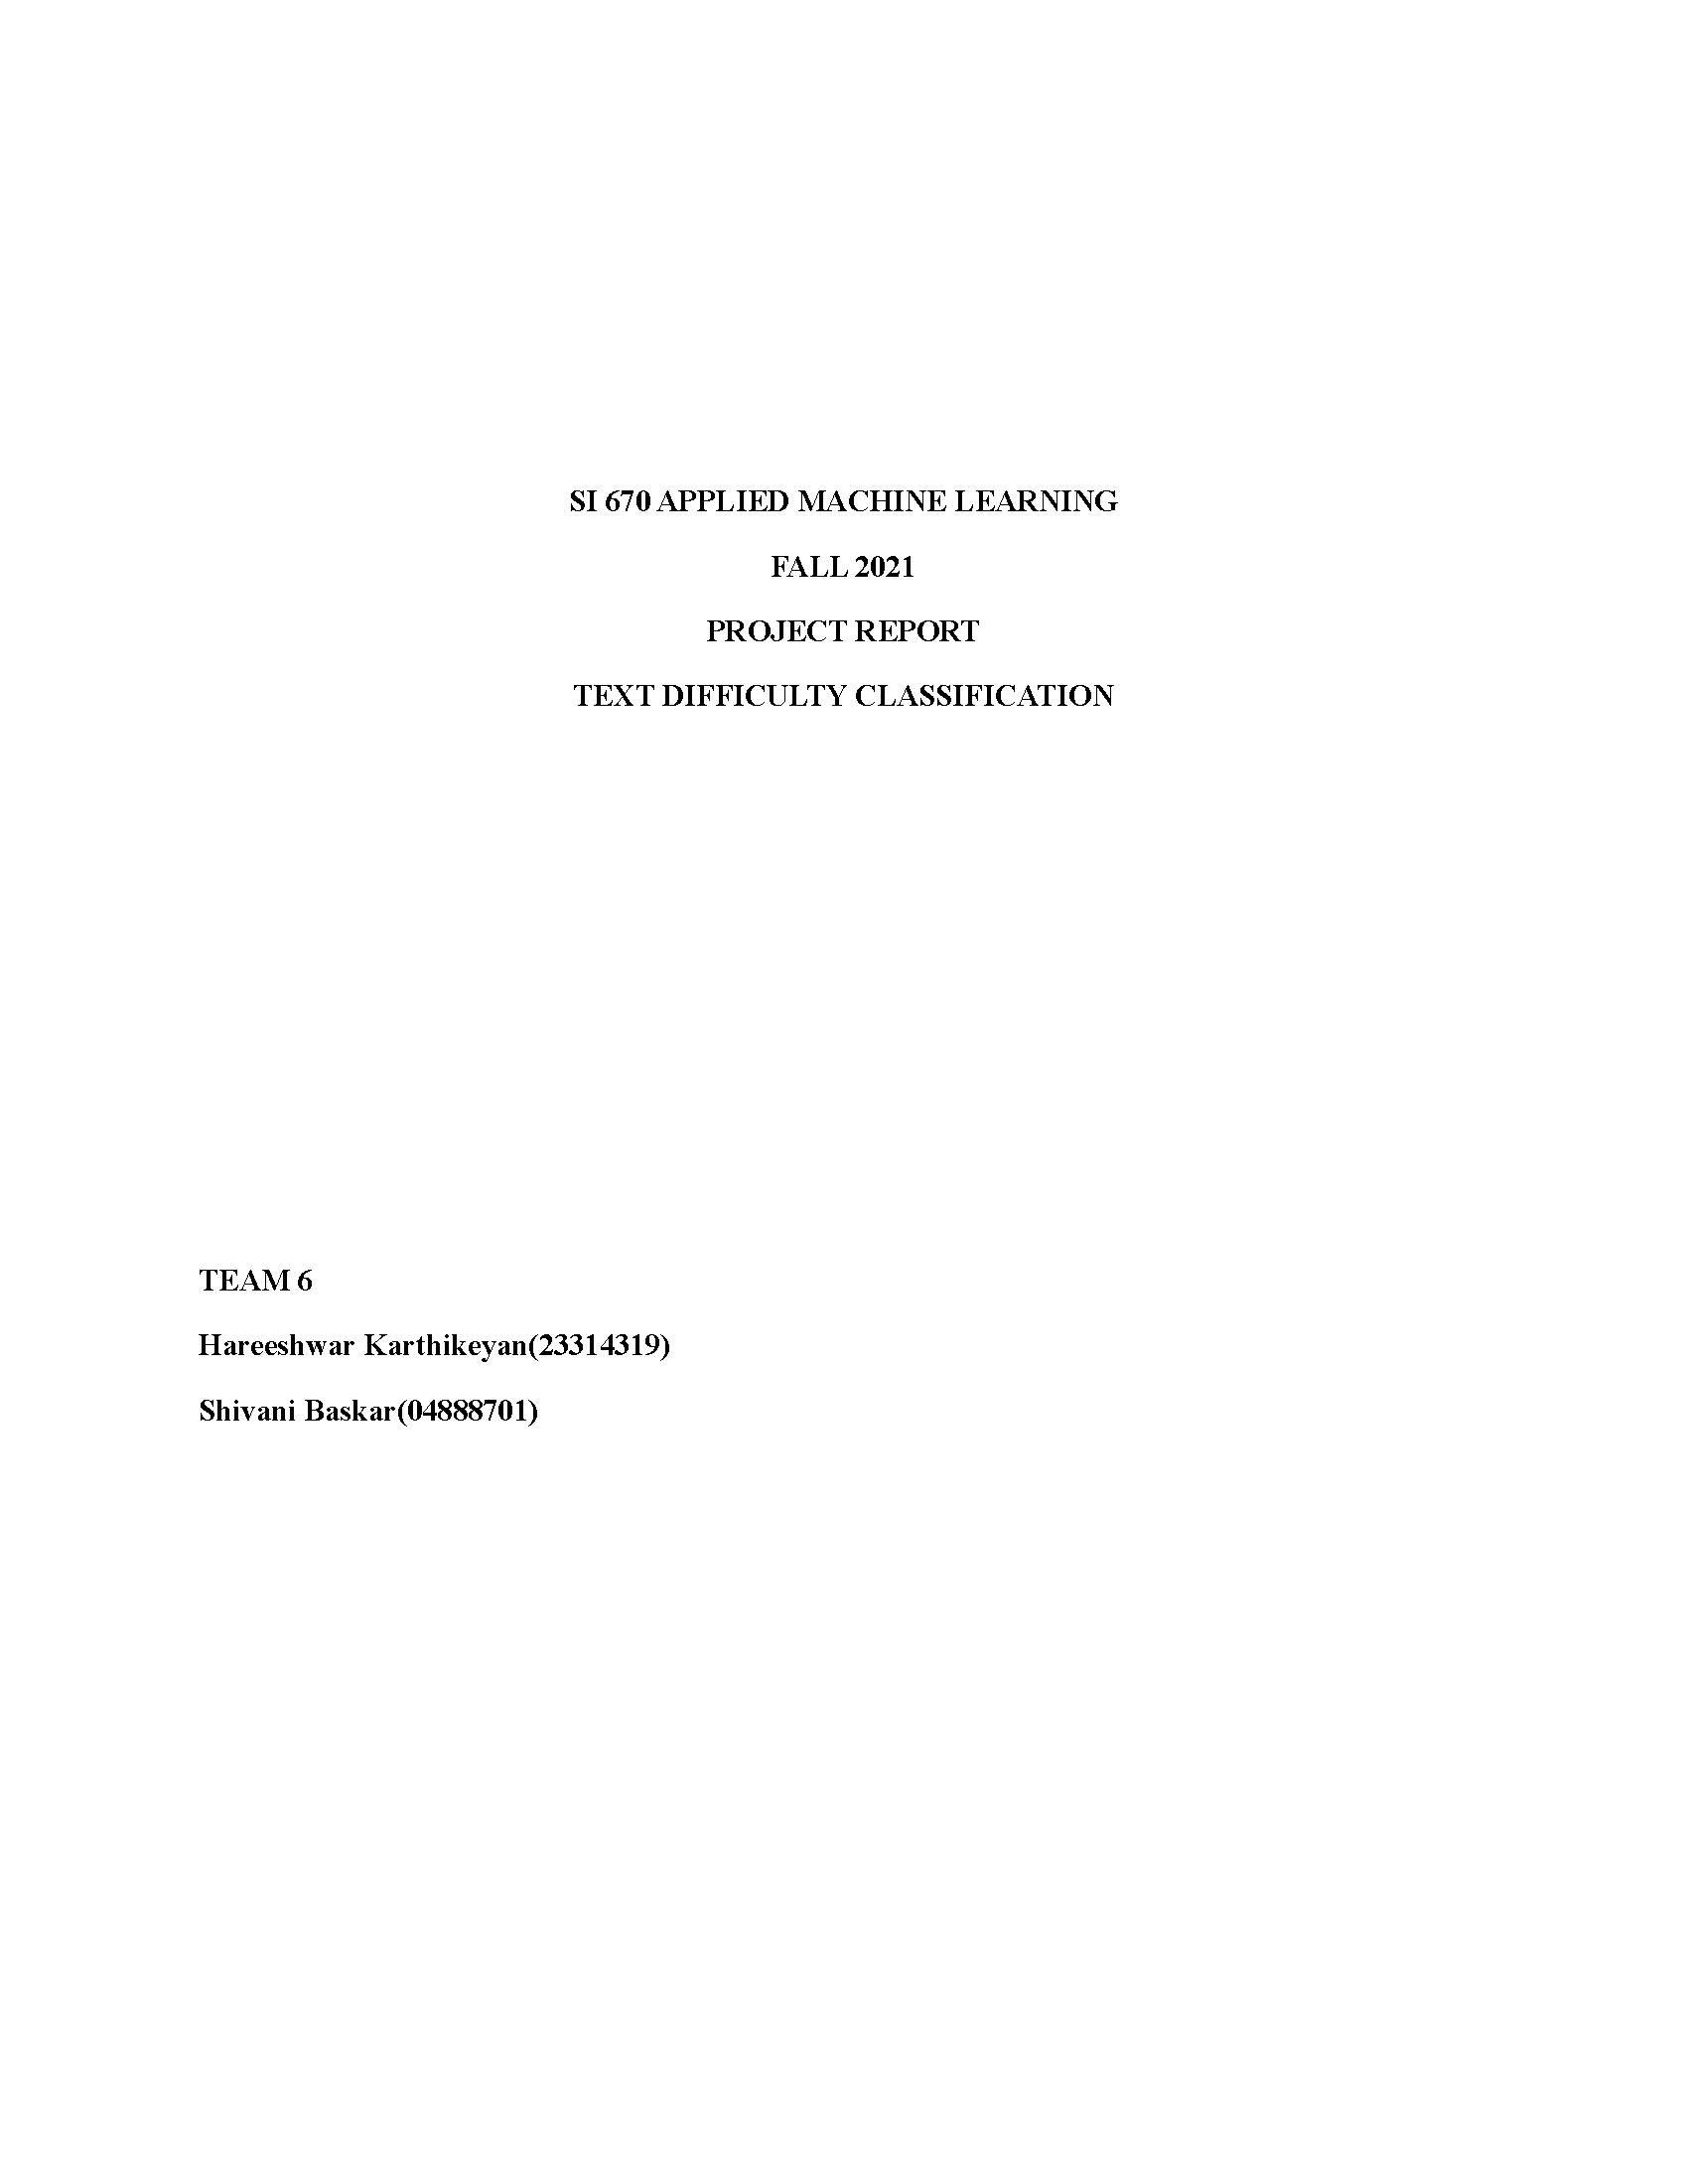 SI 670 APPLIED MACHINE LEARNING
FALL 2021
PROJECT REPORT
TEXT DIFFICULTY CLASSIFICATION
TEAM 6
Hareeshwar Karthikeyan(23314319)
Shivani Baskar(04888701)